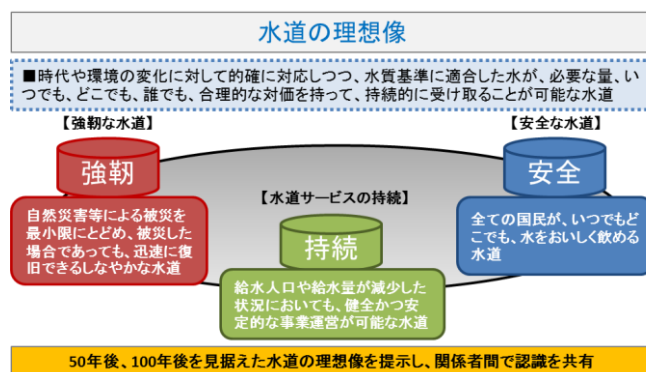 水道の理想像
■時代や環境の変化に対して的確に対応しつつ、水質基準に適合した水が、必要な量、い
つでも、どこでも、誰でも、合理的な対価を持って、持続的に受け取ることが可能な水道
【強靭な水道】
【安全な水道】
強靭
安全
自然災害等による被災を
最小限にとどめ、被災した
場合であっても、迅速に復
旧できるしなやかな水道
全ての国民が、いつでもど
こでも、水をおいしく飲める
水道
【水道サービスの持続】
持続
給水人口や給水量が減少した
状況においても、健全かつ安
定的な事業運営が可能な水道
50年後、100年後を見据えた水道の理想像を提示し、関係者間で認識を共有